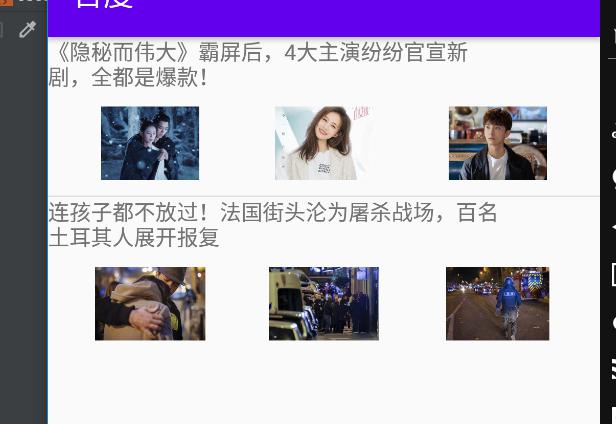 百度
《隐秘而伟大》霸屏后，4大主演纷纷官宣新
剧，全都是爆款！
连孩子都不放过！法国街头沦为屠杀战场，百名
土耳其人展开报复